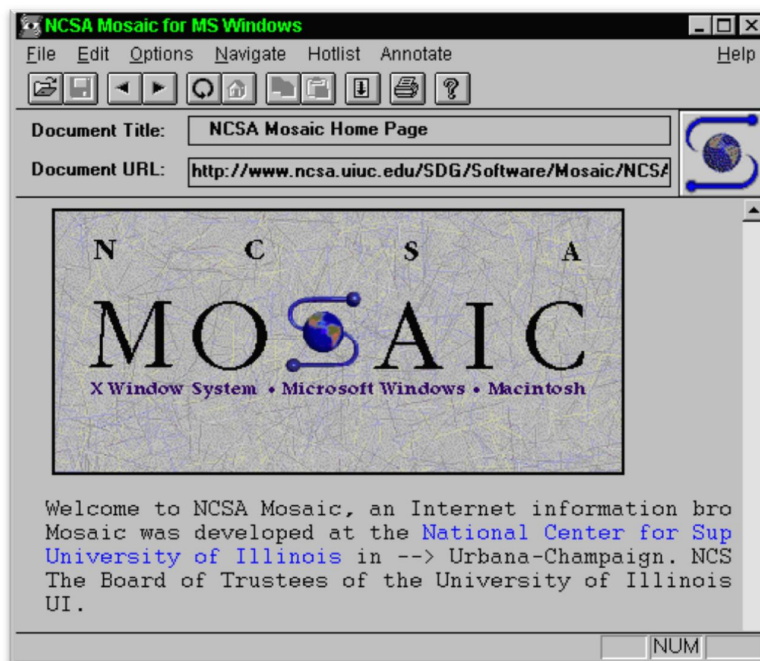 NCSA Mosaic for MS Windows
File Edit Options Navigate Hotlist Annotate Help
Document Title: NCSA Mosaic Home Page
Document URL: http://www.ncsa.uiuc.edu/SDG/Software/Mosaic/NCSA
N C S A
MOSAIC
X Window System • Microsoft Windows • Macintosh
Welcome to NCSA Mosaic, an Internet information bro
Mosaic was developed at the National Center for Sup
University of Illinois in --> Urbana-Champaign. NCS
The Board of Trustees of the University of Illinois
UI.
NUM